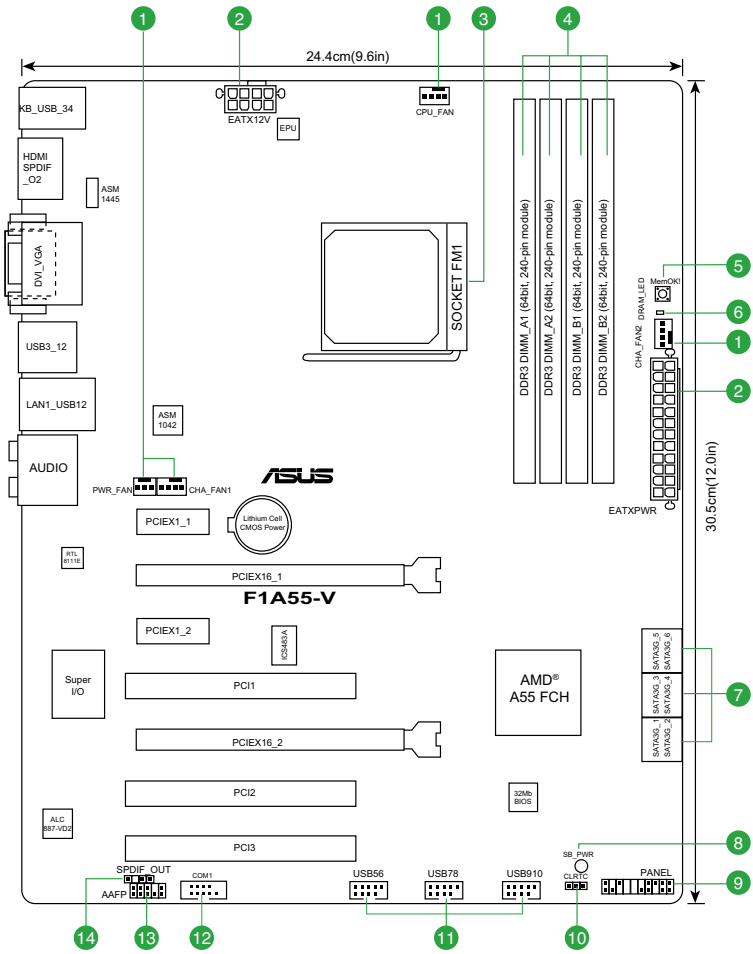 1
2
1
3
4
24.4cm(9.6in)
KB_USB_34
EATX12V
CPU_FAN
EPU
HDMI
SPDIF
_O2
ASM
1445
DVI_VGA
SOCKET FM1
DDR3 DIMM_A1 (64bit, 240-pin module)
DDR3 DIMM_A2 (64bit, 240-pin module)
DDR3 DIMM_B1 (64bit, 240-pin module)
DDR3 DIMM_B2 (64bit, 240-pin module)
5
MemOK!
DRAM_LED
6
CHA_FAN2
1
2
USB3_12
LAN1_USB12
ASM
1042
AUDIO
PWR_FAN
CHA_FAN1
ASUS
EATXPWR
30.5cm(12.0in)
PCIEX1_1
Lithium Cell
CMOS Power
RTL
8111E
PCIEX16_1
F1A55-V
PCIEX1_2
ICS483A
Super
I/O
PCI1
AMD®
A55 FCH
SATA3G_5
SATA3G_6
SATA3G_3
SATA3G_4
SATA3G_1
SATA3G_2
7
PCIEX16_2
PCI2
32Mb
BIOS
ALC
887-VD2
PCI3
SB_PWR
8
SPDIF_OUT
AAFP
COM1
USB56
USB78
USB910
CLRTC
PANEL
9
14
13
12
11
10